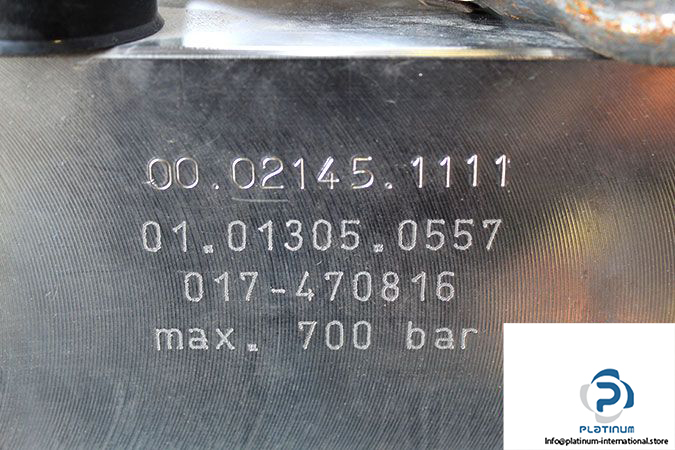 00.02145.1111
01.01305.0557
017-470816
max. 700 bar
PLATINUM
Info@platinum-international.store